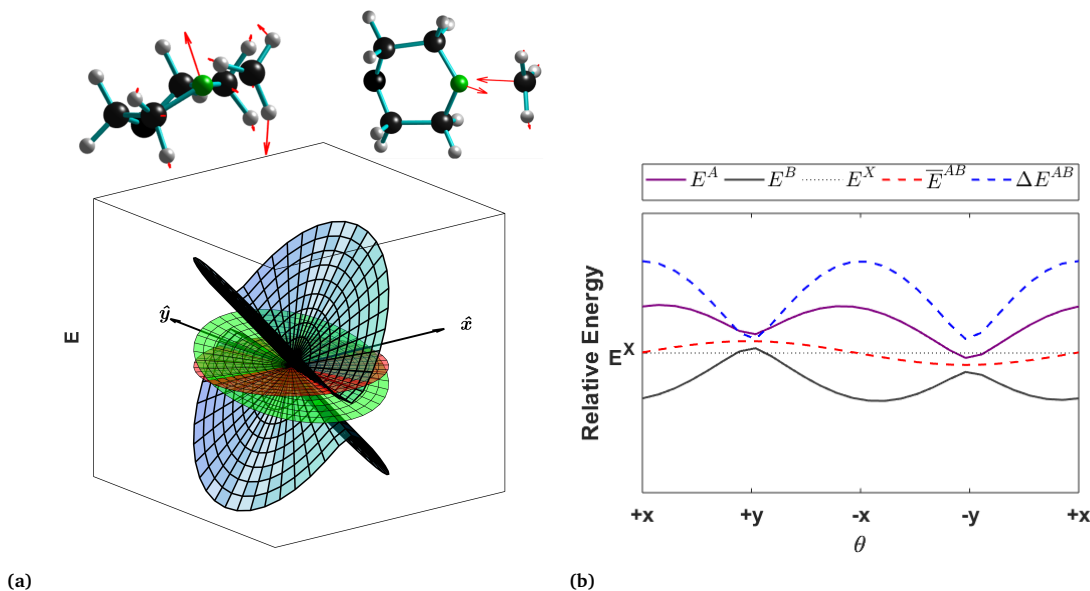 E
ŷ
x̂
(a)
E^A E^B E^X E̅^AB ΔE^AB
Relative Energy
E^X
+x +y -x -y +x
θ
(b)